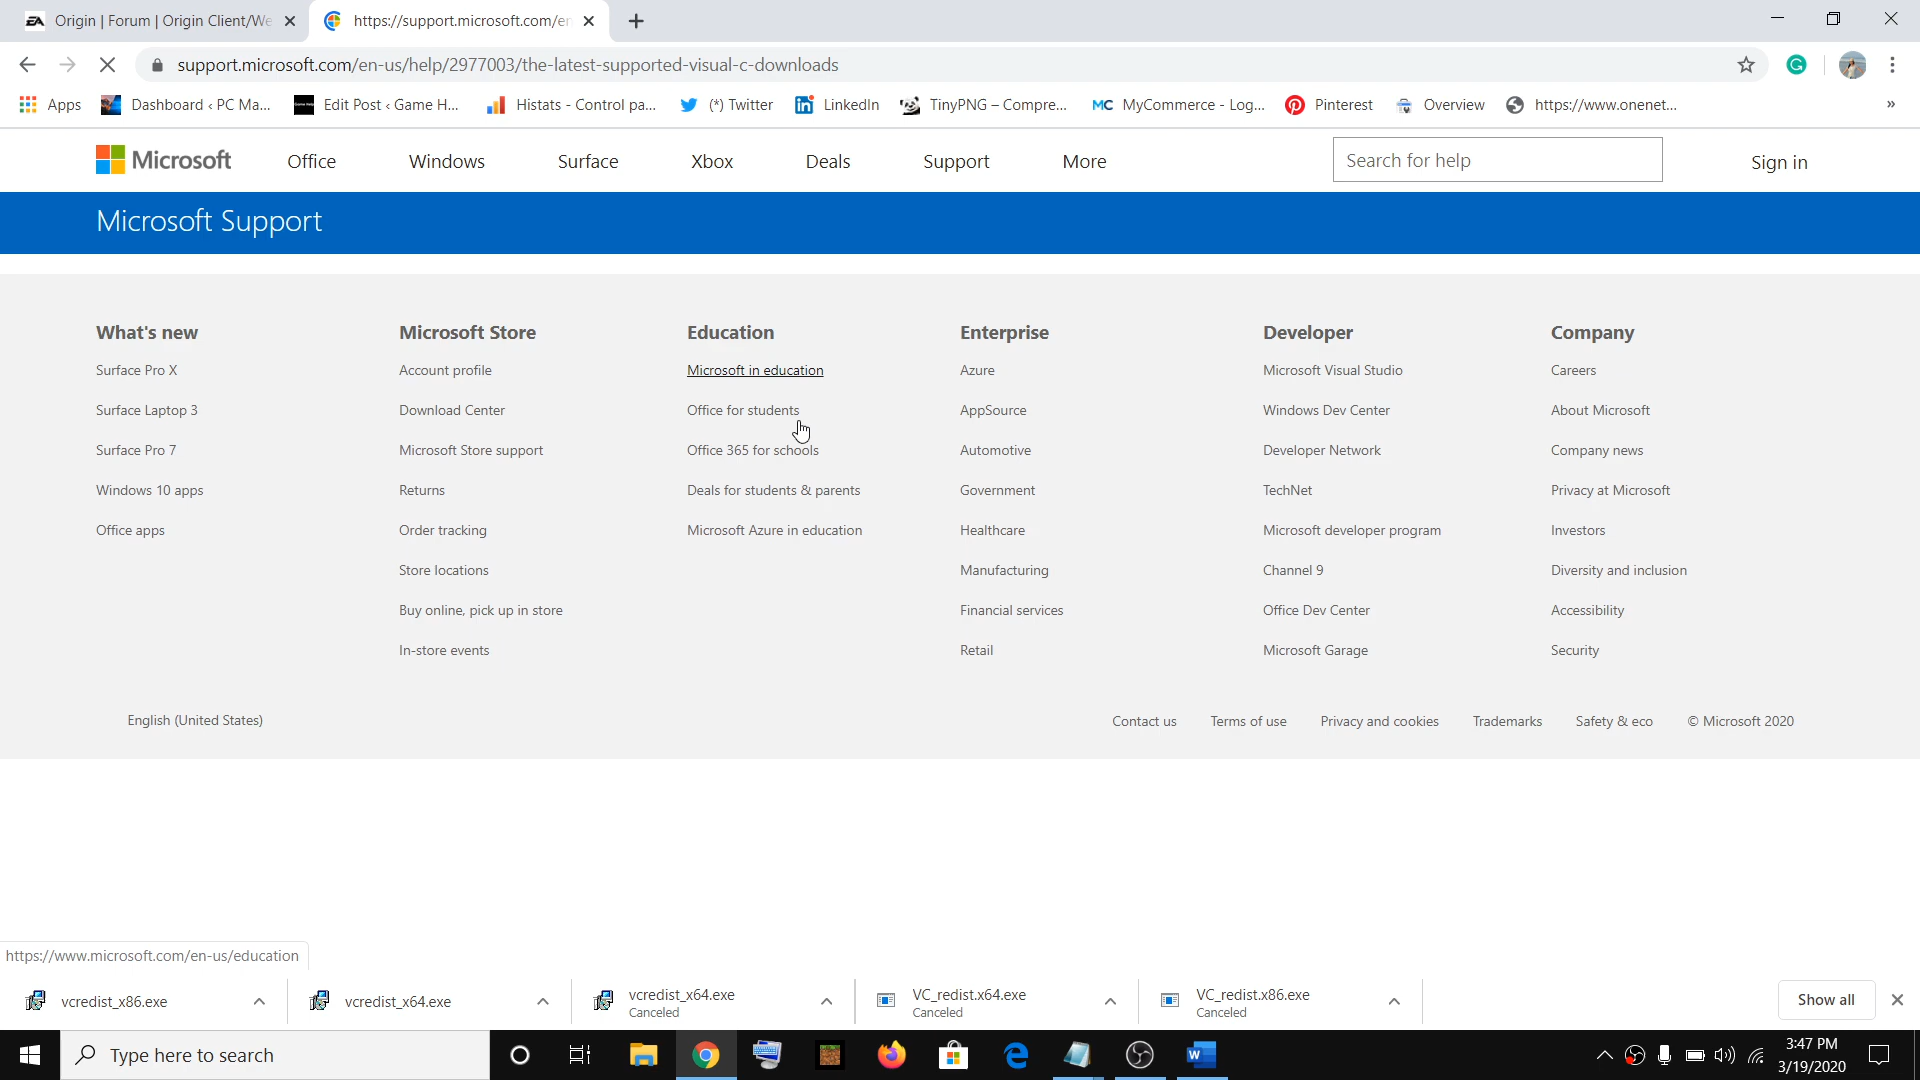 EA Origin | Forum | Origin Client/We
https://support.microsoft.com/en
support.microsoft.com/en-us/help/2977003/the-latest-supported-visual-c-downloads
Apps Dashboard ‹ PC Ma... Edit Post ‹ Game H... Histats - Control pa... (*) Twitter LinkedIn TinyPNG – Compre... MC MyCommerce - Log... Pinterest Overview https://www.onenet... »
Microsoft Office Windows Surface Xbox Deals Support More Search for help Sign in
Microsoft Support
What's new
Surface Pro X
Surface Laptop 3
Surface Pro 7
Windows 10 apps
Office apps
Microsoft Store
Account profile
Download Center
Microsoft Store support
Returns
Order tracking
Store locations
Buy online, pick up in store
In-store events
Education
Microsoft in education
Office for students
Office 365 for schools
Deals for students & parents
Microsoft Azure in education
Enterprise
Azure
AppSource
Automotive
Government
Healthcare
Manufacturing
Financial services
Retail
Developer
Microsoft Visual Studio
Windows Dev Center
Developer Network
TechNet
Microsoft developer program
Channel 9
Office Dev Center
Microsoft Garage
Company
Careers
About Microsoft
Company news
Privacy at Microsoft
Investors
Diversity and inclusion
Accessibility
Security
English (United States)
Contact us Terms of use Privacy and cookies Trademarks Safety & eco © Microsoft 2020
https://www.microsoft.com/en-us/education
vcredist_x86.exe
vcredist_x64.exe
vcredist_x64.exe
Canceled
VC_redist.x64.exe
Canceled
VC_redist.x86.exe
Canceled
Show all
Type here to search
3:47 PM
3/19/2020